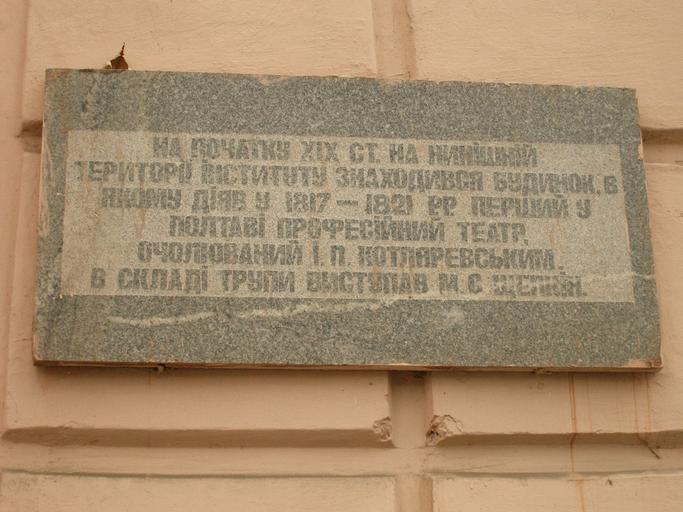 НА ПОЧАТКУ XIX СТ. НА НИНІШНІЙ
ТЕРИТОРІЇ ІНСТИТУТУ ЗНАХОДИВСЯ БУДИНОК, В
ЯКОМУ ДІЯВ У 1817 — 1821 РР. ПЕРШИЙ У
ПОЛТАВІ ПРОФЕСІЙНИЙ ТЕАТР,
ОЧОЛЮВАНИЙ І. П. КОТЛЯРЕВСЬКИМ.
В СКЛАДІ ТРУПИ ВИСТУПАВ М. С. ЩЕПКІН.